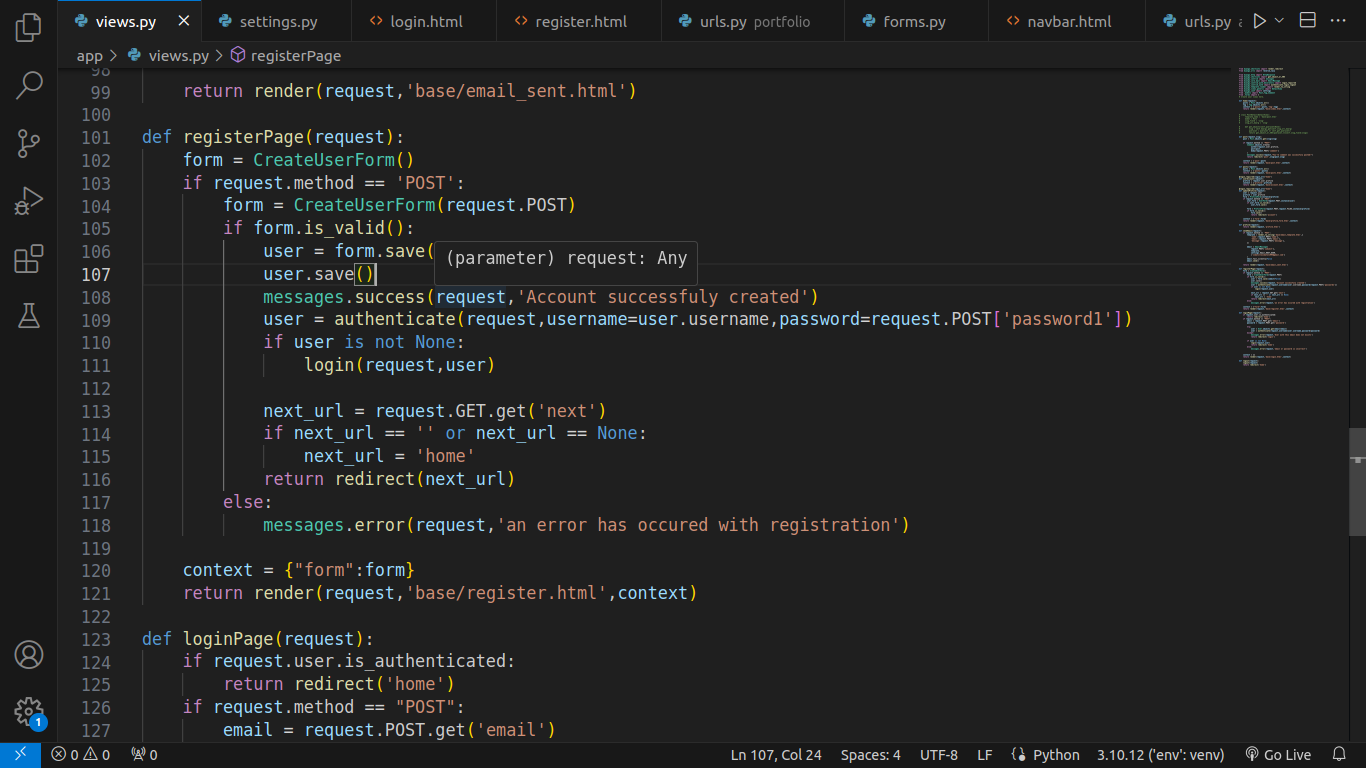 views.py settings.py login.html register.html urls.py portfolio forms.py navbar.html urls.py
app > views.py > registerPage
98
99 return render(request,'base/email_sent.html')
100
101 def registerPage(request):
102 form = CreateUserForm()
103 if request.method == 'POST':
104 form = CreateUserForm(request.POST)
105 if form.is_valid():
106 user = form.save(
(parameter) request: Any
107 user.save()
108 messages.success(request,'Account successfuly created')
109 user = authenticate(request,username=user.username,password=request.POST['password1'])
110 if user is not None:
111 login(request,user)
112
113 next_url = request.GET.get('next')
114 if next_url == '' or next_url == None:
115 next_url = 'home'
116 return redirect(next_url)
117 else:
118 messages.error(request,'an error has occured with registration')
119
120 context = {"form":form}
121 return render(request,'base/register.html',context)
122
123 def loginPage(request):
124 if request.user.is_authenticated:
125 return redirect('home')
126 if request.method == "POST":
127 email = request.POST.get('email')
1
0 0 0 Ln 107, Col 24 Spaces: 4 UTF-8 LF Python 3.10.12 ('env': venv) Go Live